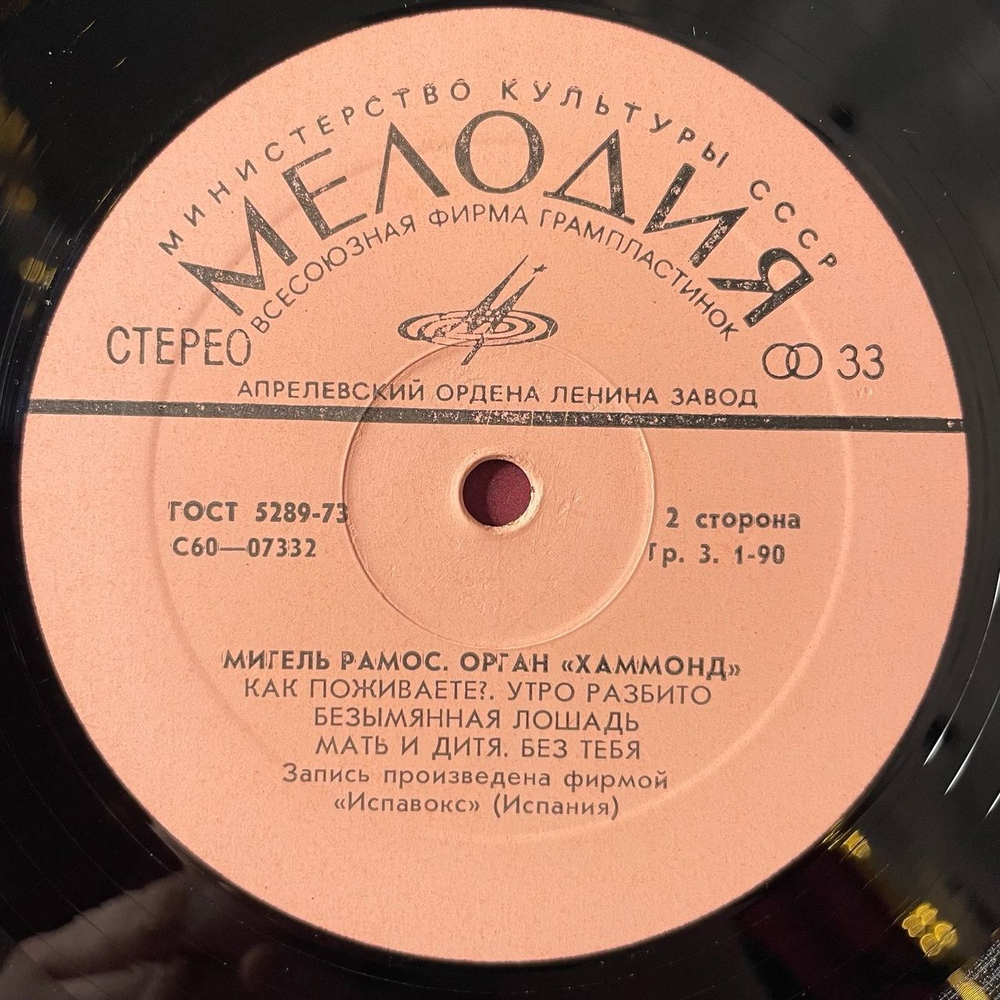 МИНИСТЕРСТВО КУЛЬТУРЫ СССР
МЕЛОДИЯ
ВСЕСОЮЗНАЯ ФИРМА ГРАМПЛАСТИНОК
СТЕРЕО
33
АПРЕЛЕВСКИЙ ОРДЕНА ЛЕНИНА ЗАВОД
ГОСТ 5289-73
С60—07332
2 сторона
Гр. 3. 1-90
МИГЕЛЬ РАМОС. ОРГАН «ХАММОНД»
КАК ПОЖИВАЕТЕ?. УТРО РАЗБИТО
БЕЗЫМЯННАЯ ЛОШАДЬ
МАТЬ И ДИТЯ. БЕЗ ТЕБЯ
Запись произведена фирмой
«Испавокс» (Испания)